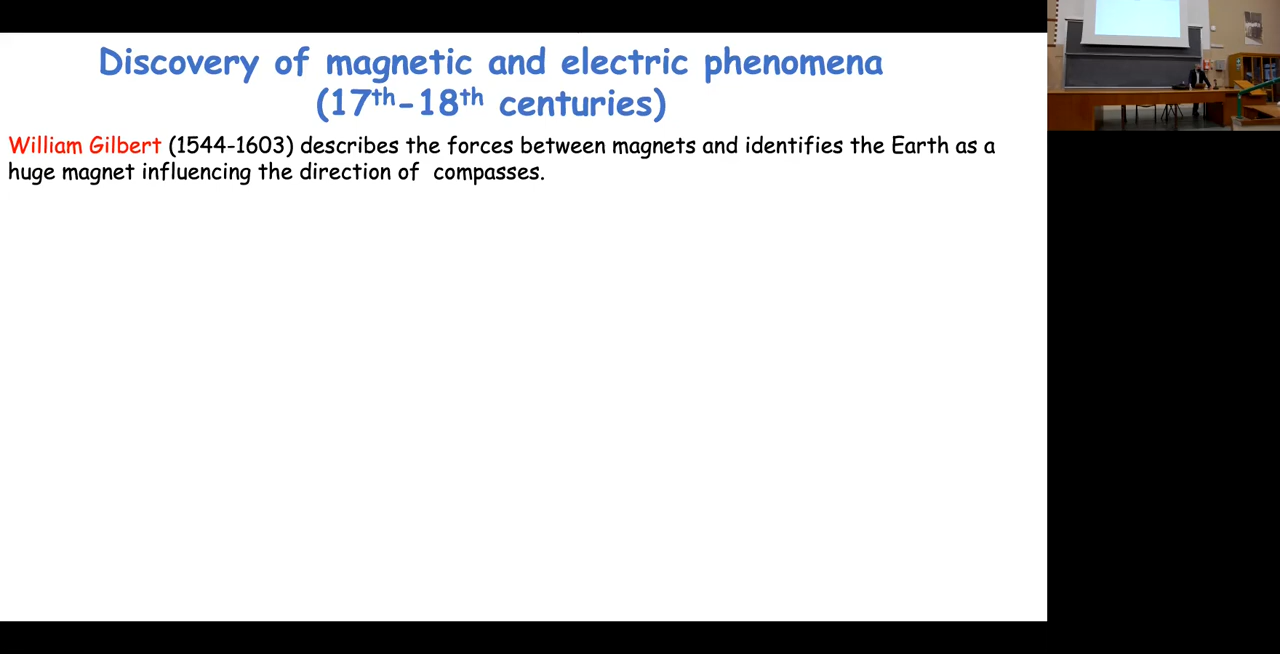 Discovery of magnetic and electric phenomena
(17th-18th centuries)
William Gilbert (1544-1603) describes the forces between magnets and identifies the Earth as a
huge magnet influencing the direction of compasses.